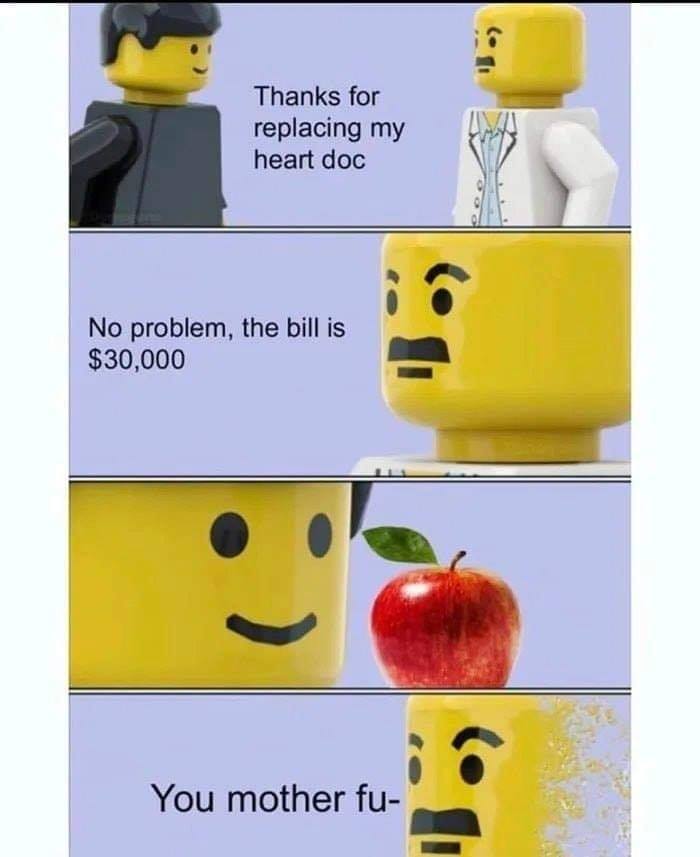 Thanks for
replacing my
heart doc
No problem, the bill is
$30,000
You mother fu-